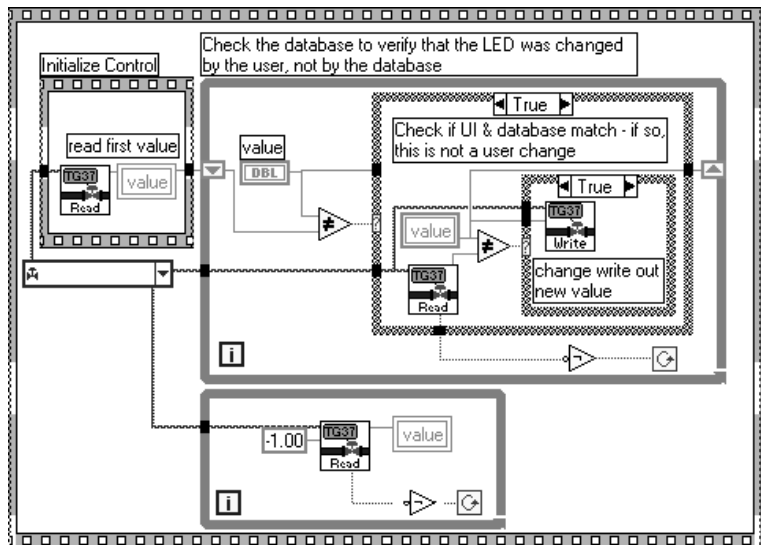 Check the database to verify that the LED was changed
by the user, not by the database
Initialize Control
True
Check if UI & database match - if so,
this is not a user change
read first value
value
DBL
TG37
value
Read
True
TG37
Write
value
TG37
Read
change write out
new value
i
-1.00
TG37
Read
value
i